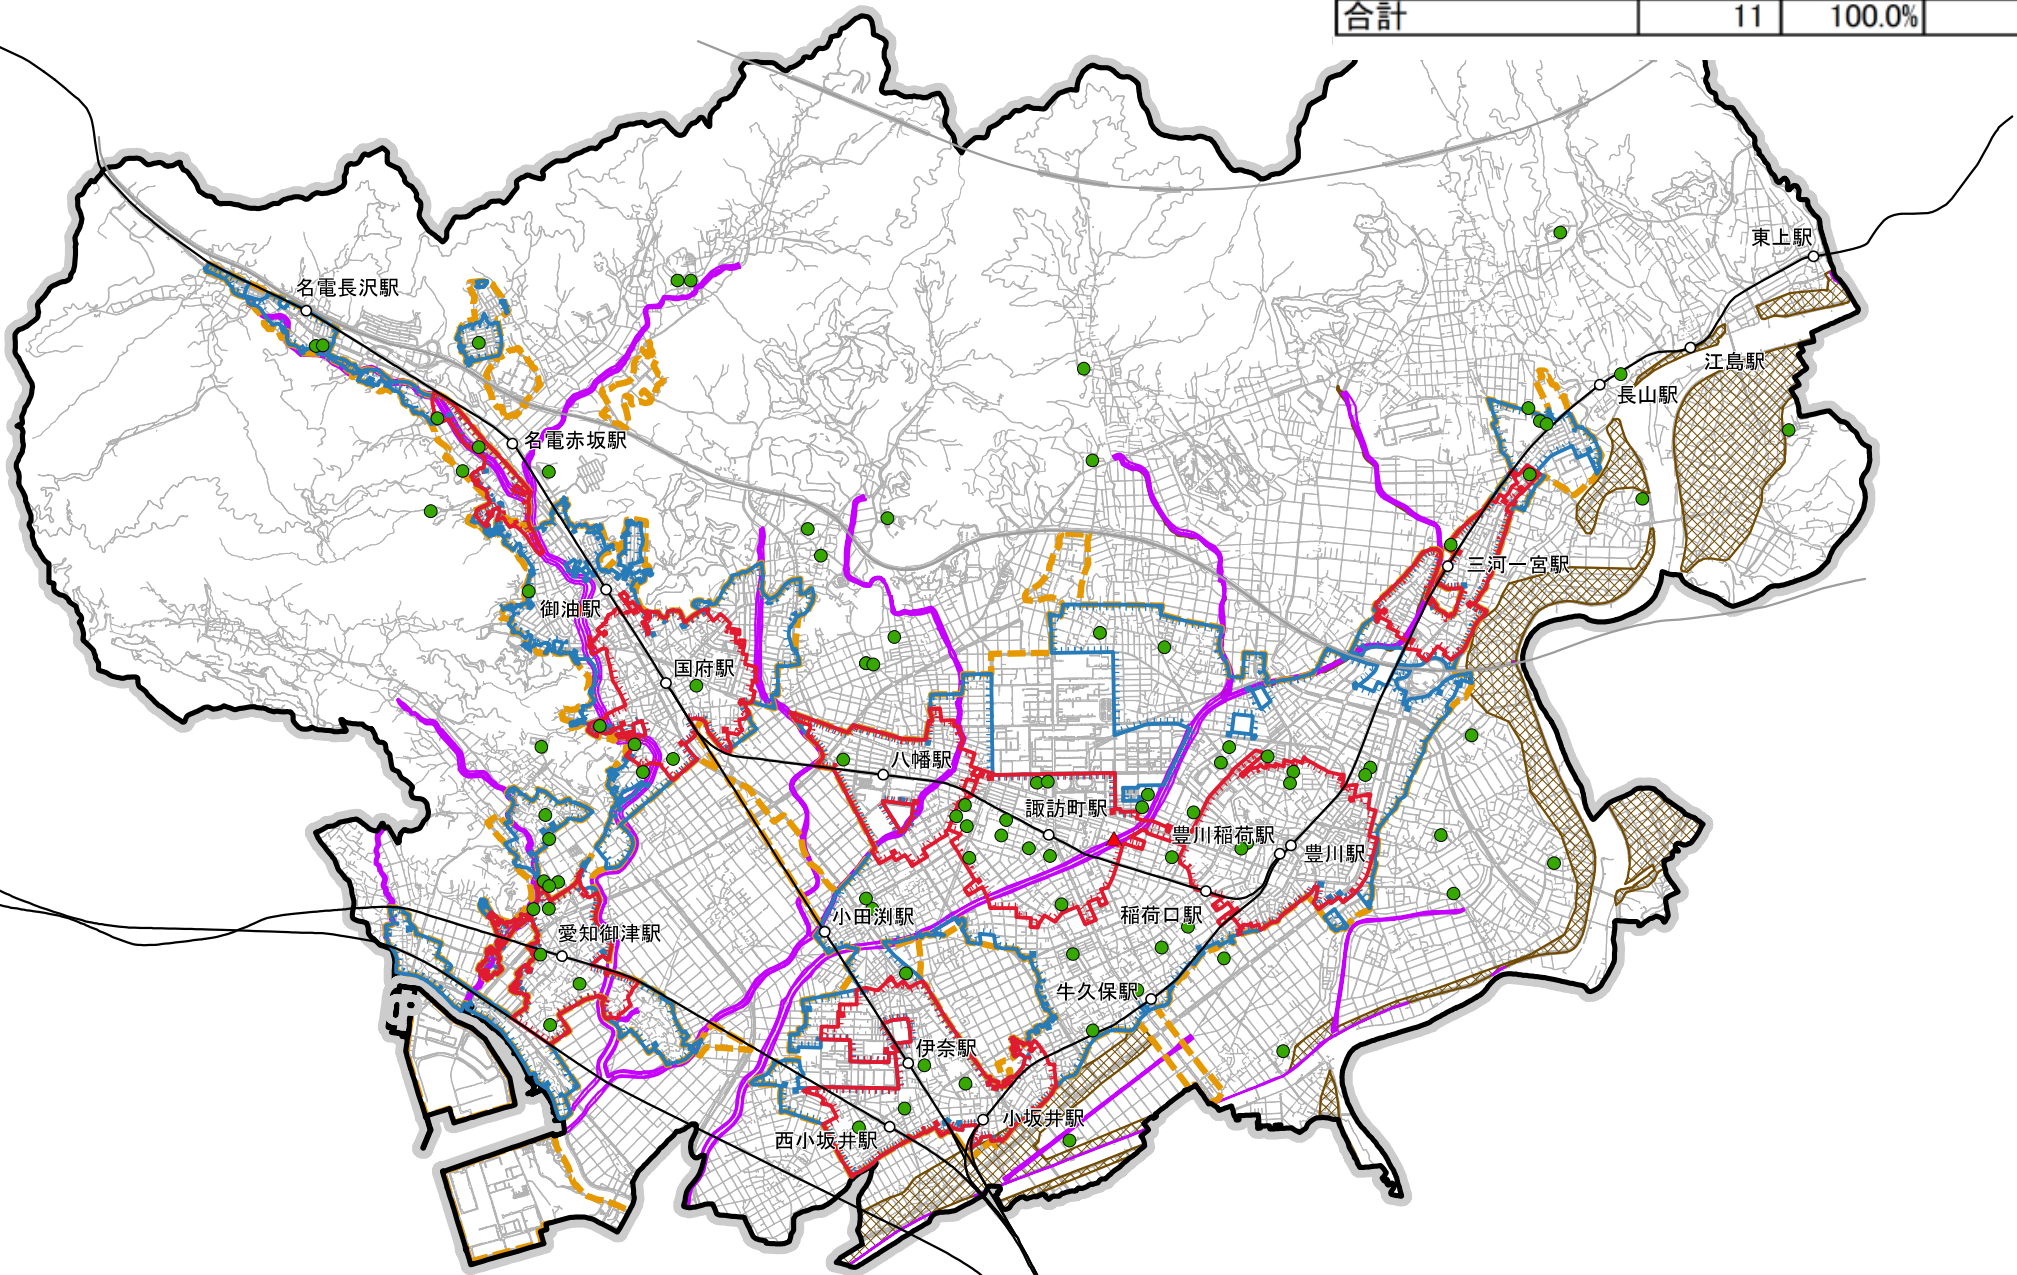 合計 11 100.0%
東上駅
名電長沢駅
江島駅
長山駅
名電赤坂駅
三河一宮駅
御油駅
国府駅
八幡駅
諏訪町駅
豊川稲荷駅
豊川駅
小田渕駅
稲荷口駅
愛知御津駅
牛久保駅
伊奈駅
小坂井駅
西小坂井駅